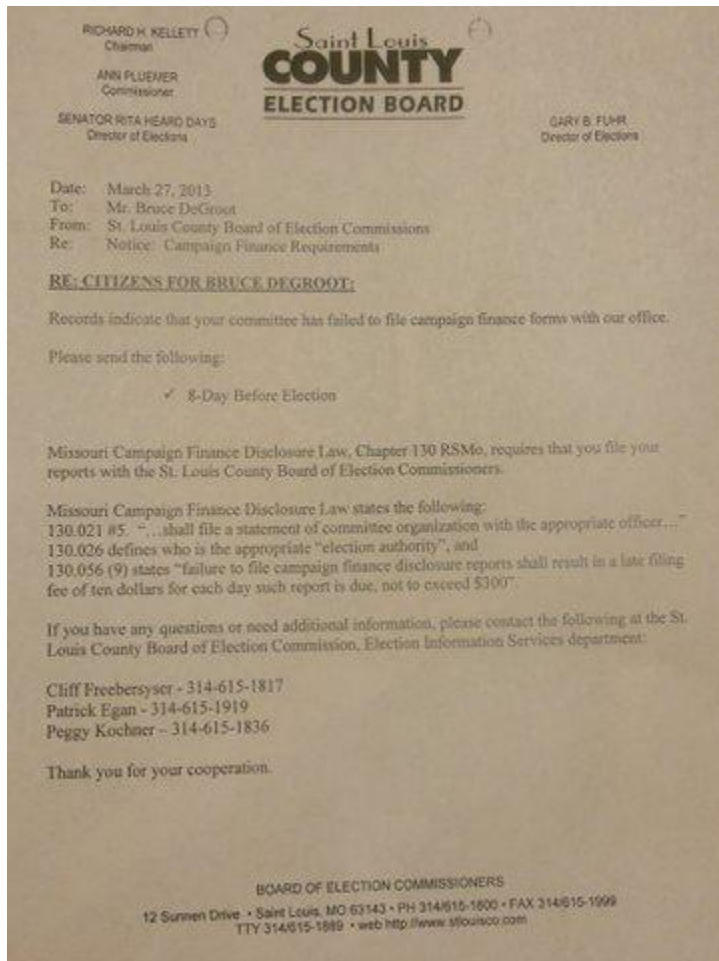 RICHARD H. KELLETT
Chairman
ANN PLUEMER
Commissioner
SENATOR RITA HEARD DAYS
Director of Elections
Saint Louis
COUNTY
ELECTION BOARD
GARY B. FUHR
Director of Elections
Date: March 27, 2013
To: Mr. Bruce DeGroot
From: St. Louis County Board of Election Commissions
Re: Notice: Campaign Finance Requirements
RE: CITIZENS FOR BRUCE DEGROOT:
Records indicate that your committee has failed to file campaign finance forms with our office.
Please send the following:
✓ 8-Day Before Election
Missouri Campaign Finance Disclosure Law, Chapter 130 RSMo, requires that you file your
reports with the St. Louis County Board of Election Commissioners.
Missouri Campaign Finance Disclosure Law states the following:
130.021 #5. “…shall file a statement of committee organization with the appropriate officer…”
130.026 defines who is the appropriate “election authority”, and
130.056 (9) states “failure to file campaign finance disclosure reports shall result in a late filing
fee of ten dollars for each day such report is due, not to exceed $300”.
If you have any questions or need additional information, please contact the following at the St.
Louis County Board of Election Commission, Election Information Services department:
Cliff Freebersyser - 314-615-1817
Patrick Egan - 314-615-1919
Peggy Kochner – 314-615-1836
Thank you for your cooperation.
BOARD OF ELECTION COMMISSIONERS
12 Sunnen Drive • Saint Louis, MO 63143 • PH 314/615-1800 • FAX 314/615-1999
TTY 314/615-1889 • web http://www.stlouisco.com